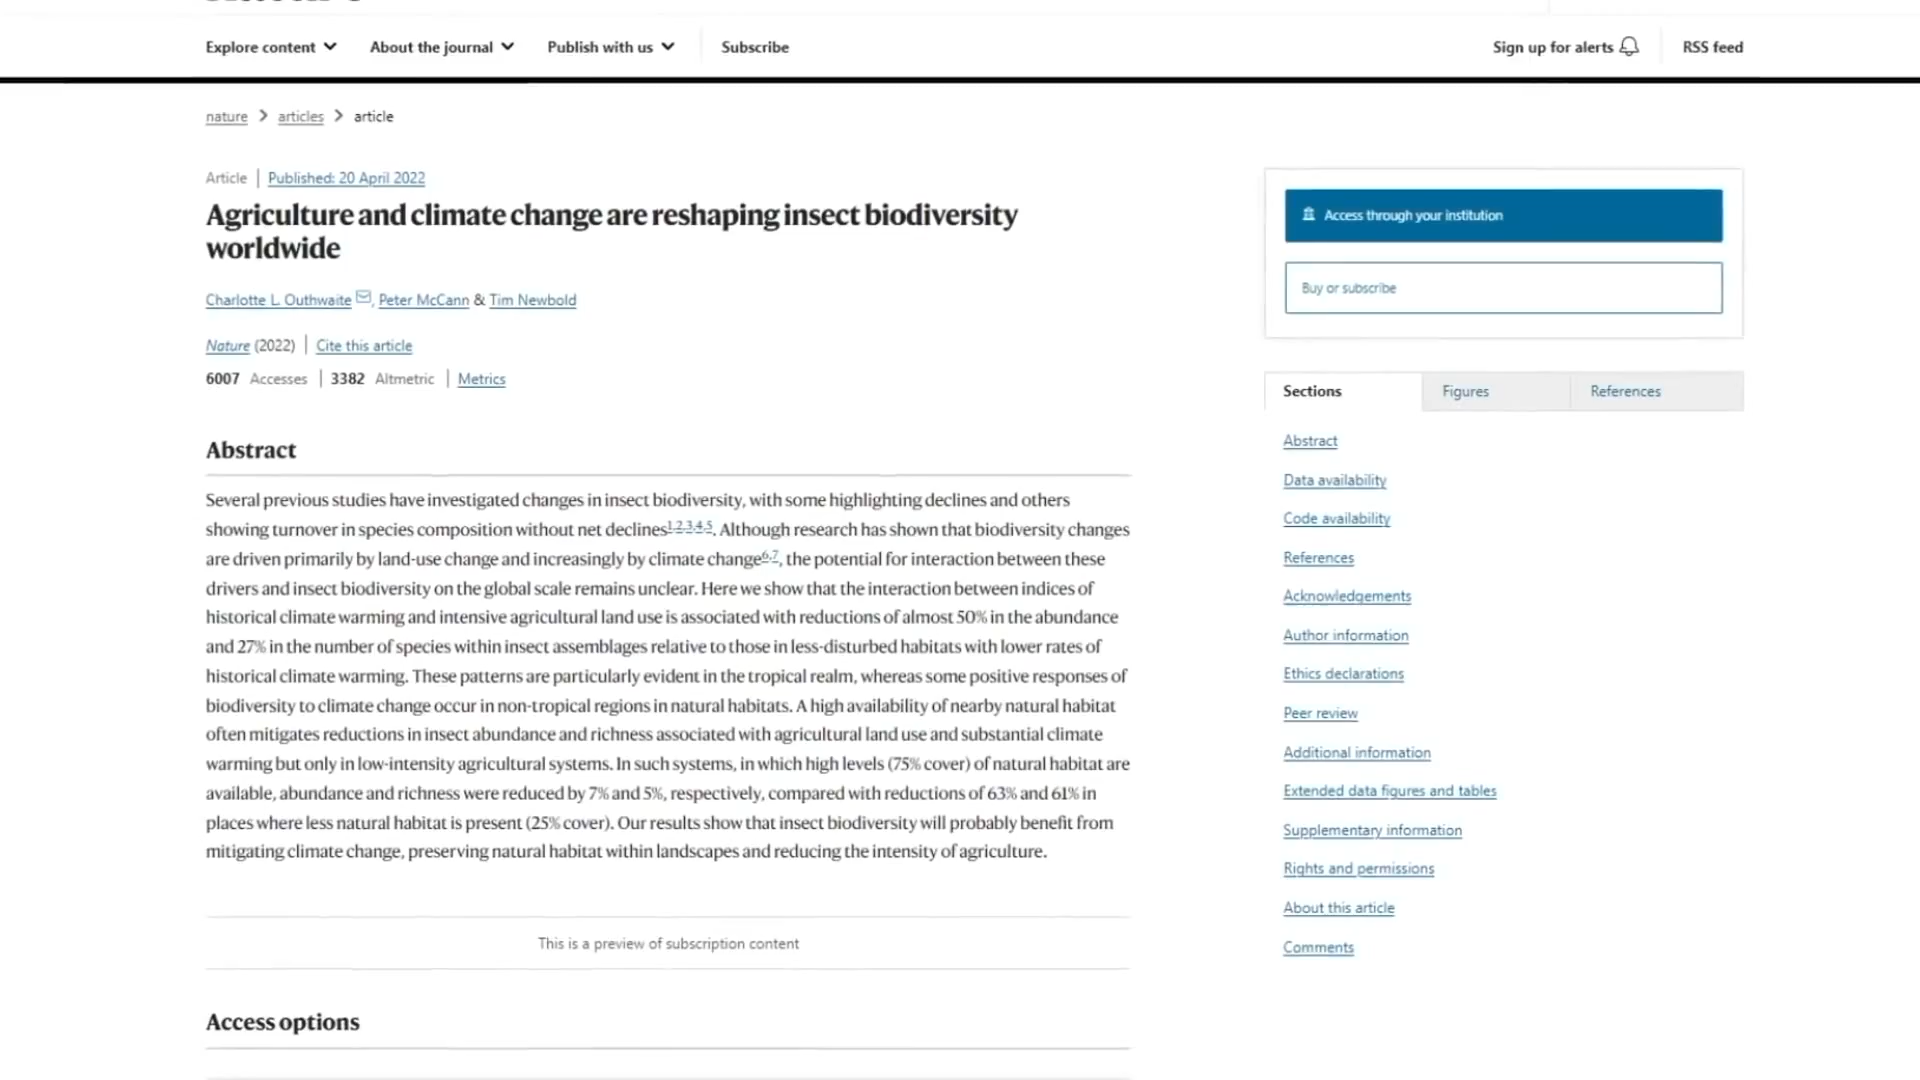 Explore content About the journal Publish with us Subscribe Sign up for alerts RSS feed
nature > articles > article
Article | Published: 20 April 2022
Agriculture and climate change are reshaping insect biodiversity
worldwide
Charlotte L. Outhwaite, Peter McCann & Tim Newbold
Nature (2022) | Cite this article
6007 Accesses | 3382 Altmetric | Metrics
Abstract
Several previous studies have investigated changes in insect biodiversity, with some highlighting declines and others
showing turnover in species composition without net declines1,2,3,4,5. Although research has shown that biodiversity changes
are driven primarily by land-use change and increasingly by climate change6,7, the potential for interaction between these
drivers and insect biodiversity on the global scale remains unclear. Here we show that the interaction between indices of
historical climate warming and intensive agricultural land use is associated with reductions of almost 50% in the abundance
and 27% in the number of species within insect assemblages relative to those in less-disturbed habitats with lower rates of
historical climate warming. These patterns are particularly evident in the tropical realm, whereas some positive responses of
biodiversity to climate change occur in non-tropical regions in natural habitats. A high availability of nearby natural habitat
often mitigates reductions in insect abundance and richness associated with agricultural land use and substantial climate
warming but only in low-intensity agricultural systems. In such systems, in which high levels (75% cover) of natural habitat are
available, abundance and richness were reduced by 7% and 5%, respectively, compared with reductions of 63% and 61% in
places where less natural habitat is present (25% cover). Our results show that insect biodiversity will probably benefit from
mitigating climate change, preserving natural habitat within landscapes and reducing the intensity of agriculture.
This is a preview of subscription content
Access options
Access through your institution
Buy or subscribe
Sections Figures References
Abstract
Data availability
Code availability
References
Acknowledgements
Author information
Ethics declarations
Peer review
Additional information
Extended data figures and tables
Supplementary information
Rights and permissions
About this article
Comments